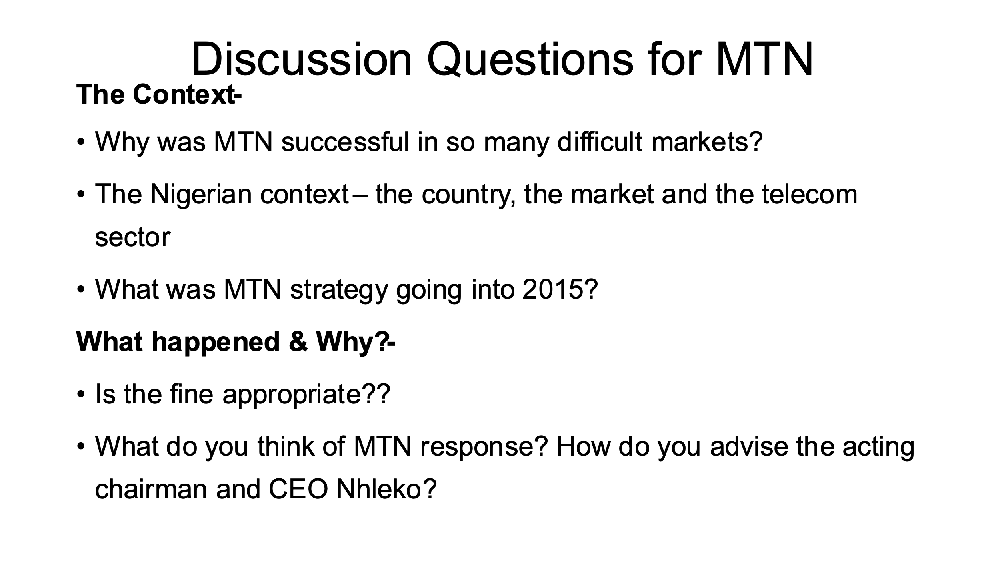 Discussion Questions for MTN
The Context-
• Why was MTN successful in so many difficult markets?
• The Nigerian context – the country, the market and the telecom
sector
• What was MTN strategy going into 2015?
What happened & Why?-
• Is the fine appropriate??
• What do you think of MTN response? How do you advise the acting
chairman and CEO Nhleko?